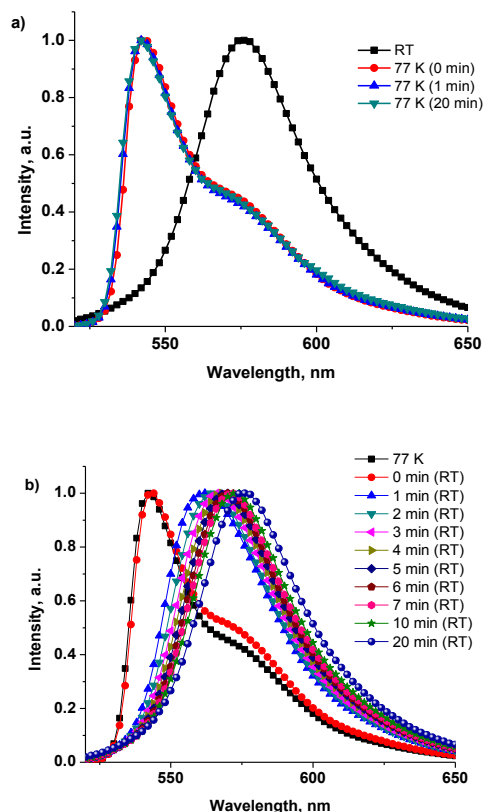 a)
RT
77 K (0 min)
77 K (1 min)
77 K (20 min)
Intensity, a.u.
1.0
0.8
0.6
0.4
0.2
0.0
550
600
650
Wavelength, nm
b)
77 K
0 min (RT)
1 min (RT)
2 min (RT)
3 min (RT)
4 min (RT)
5 min (RT)
6 min (RT)
7 min (RT)
10 min (RT)
20 min (RT)
Intensity, a.u.
1.0
0.8
0.6
0.4
0.2
0.0
550
600
650
Wavelength, nm